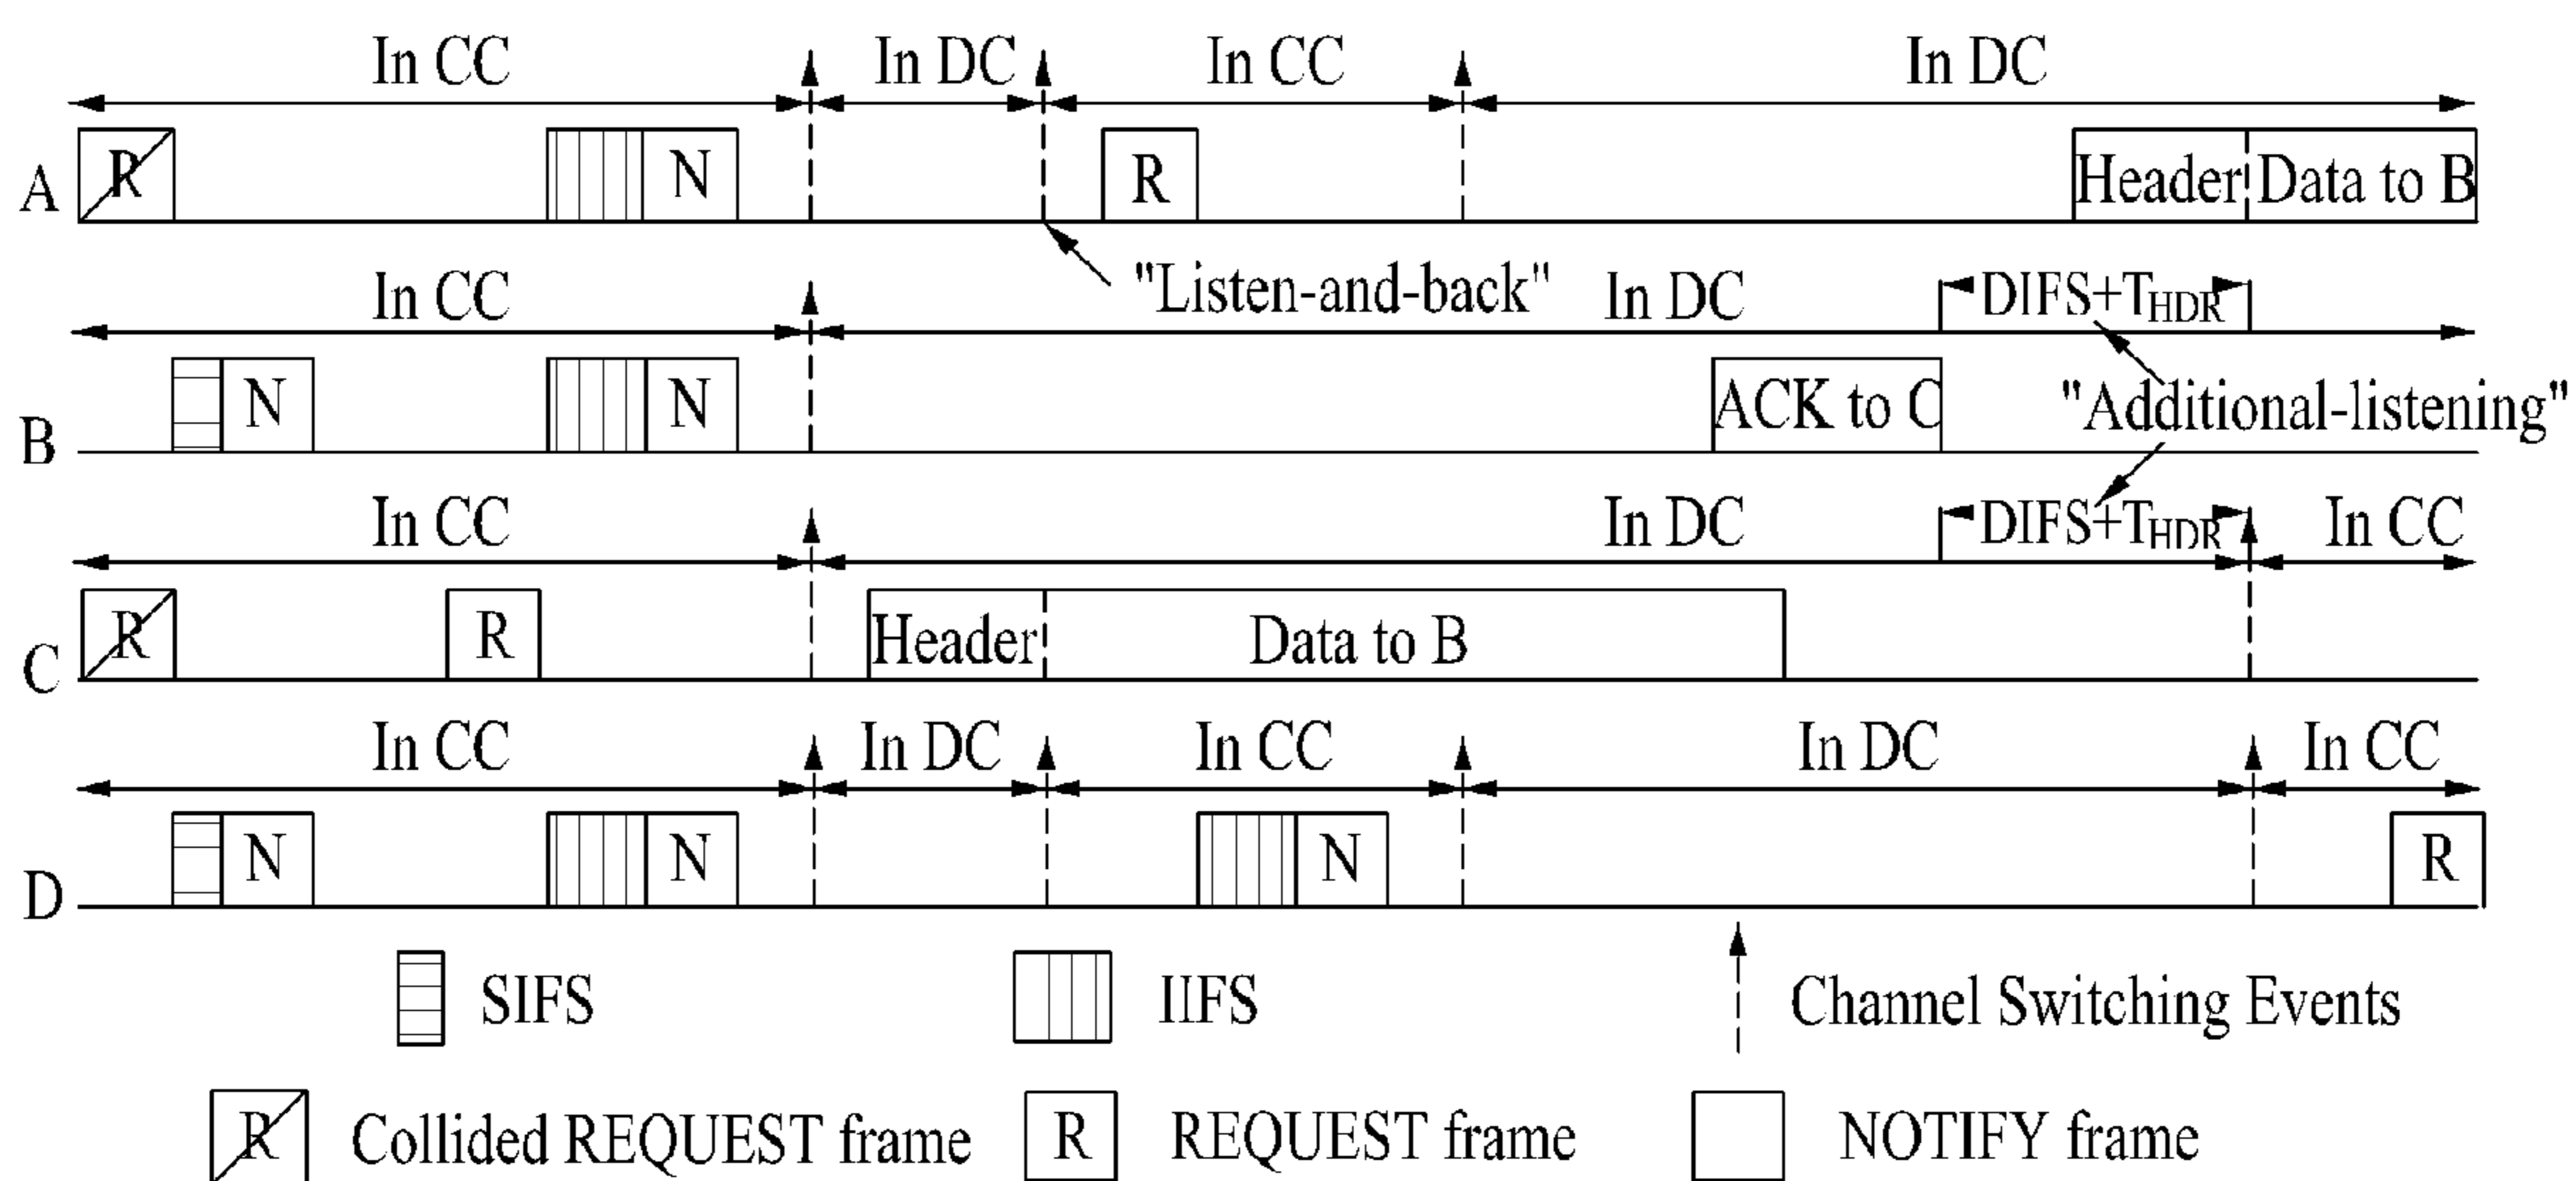 In CC In DC In CC In DC
A R N R Header Data to B
"Listen-and-back"
In CC In DC DIFS+THDR
B N N ACK to C
"Additional-listening"
In CC In DC DIFS+THDR In CC
C R R Header Data to B
In CC In DC In CC In DC In CC
D N N N R
SIFS IIFS Channel Switching Events
R Collided REQUEST frame R REQUEST frame NOTIFY frame